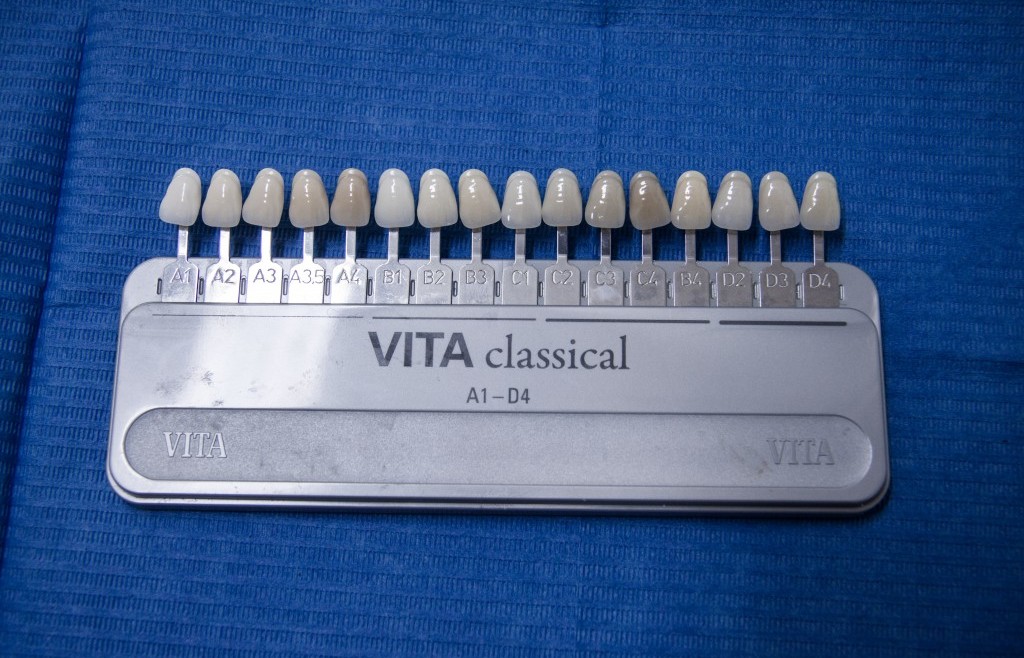 A1 A2 A3 A3.5 A4 B1 B2 B3 C1 C2 C3 C4 B4 D2 D3 D4
VITA classical
A1–D4
VITA VITA